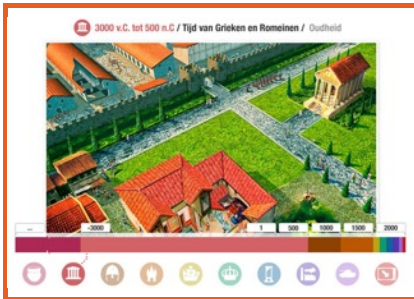 3000 v.C. tot 500 n.C / Tijd van Grieken en Romeinen / Oudheid
... -3000 1 500 1000 1500 2000